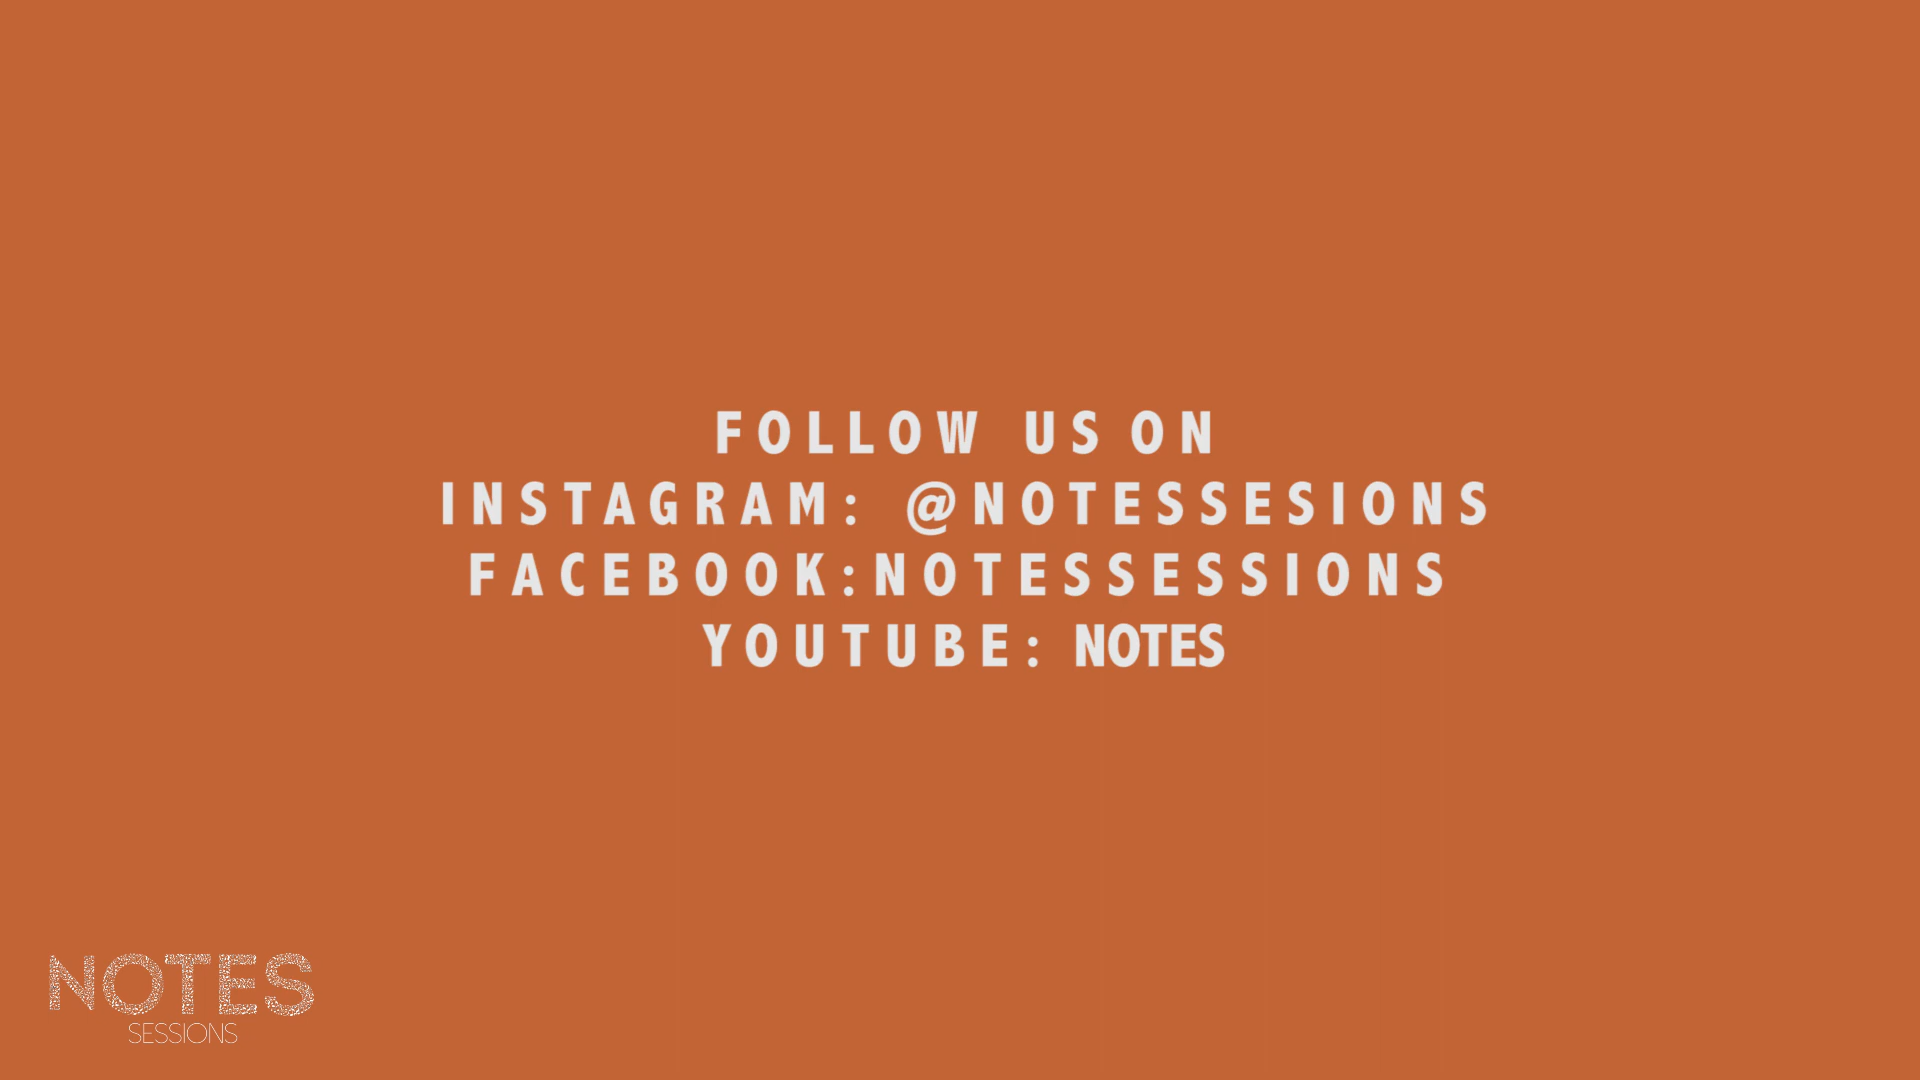 FOLLOW US ON
INSTAGRAM: @NOTESSESIONS
FACEBOOK:NOTESSESSIONS
YOUTUBE: NOTES
NOTES
SESSIONS